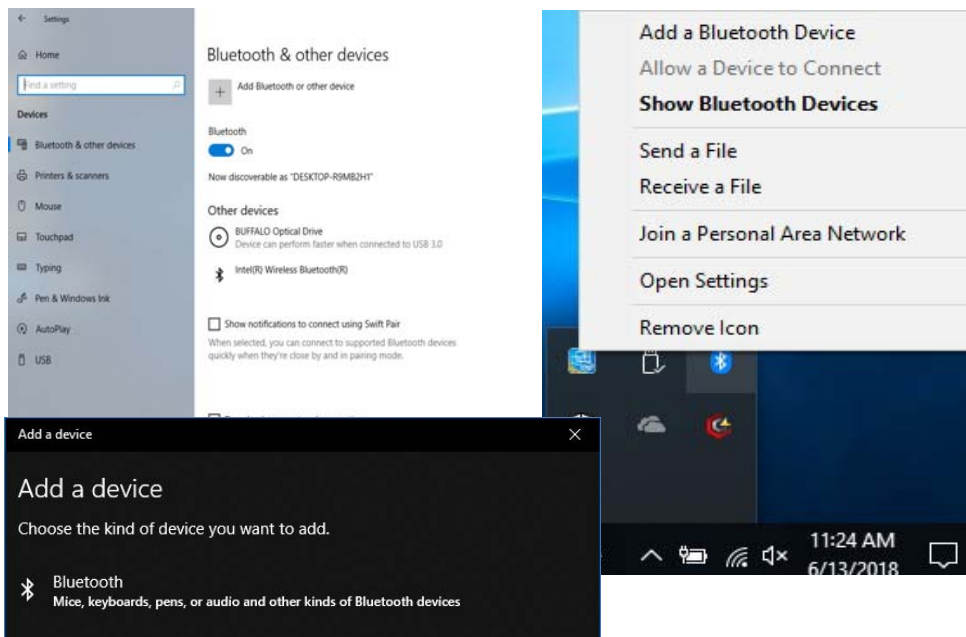 Settings
Home
Find a setting
Devices
Bluetooth & other devices
Printers & scanners
Mouse
Touchpad
Typing
Pen & Windows Ink
AutoPlay
USB
Bluetooth & other devices
Add Bluetooth or other device
Bluetooth
On
Now discoverable as "DESKTOP-R9MB2H1"
Other devices
BUFFALO Optical Drive
Device can perform faster when connected to USB 3.0
Intel(R) Wireless Bluetooth(R)
Show notifications to connect using Swift Pair
When selected, you can connect to supported Bluetooth devices
quickly when they're close by and in pairing mode.
Add a Bluetooth Device
Allow a Device to Connect
Show Bluetooth Devices
Send a File
Receive a File
Join a Personal Area Network
Open Settings
Remove Icon
11:24 AM
6/13/2018
Add a device
Add a device
Choose the kind of device you want to add.
Bluetooth
Mice, keyboards, pens, or audio and other kinds of Bluetooth devices